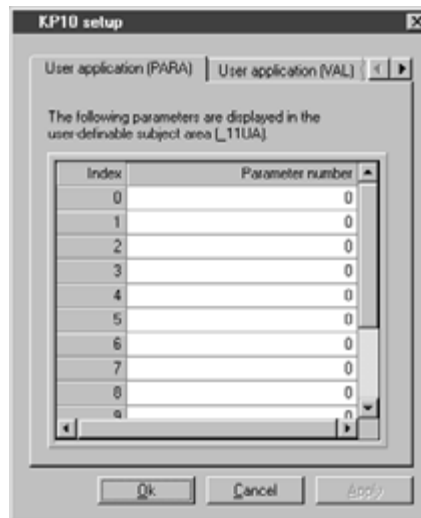 KP10 setup
User application (PARA) User application (VAL)
The following parameters are displayed in the
user-definable subject area (_11UA).
Index Parameter number
0 0
1 0
2 0
3 0
4 0
5 0
6 0
7 0
8 0
9 0
Ok Cancel Apply